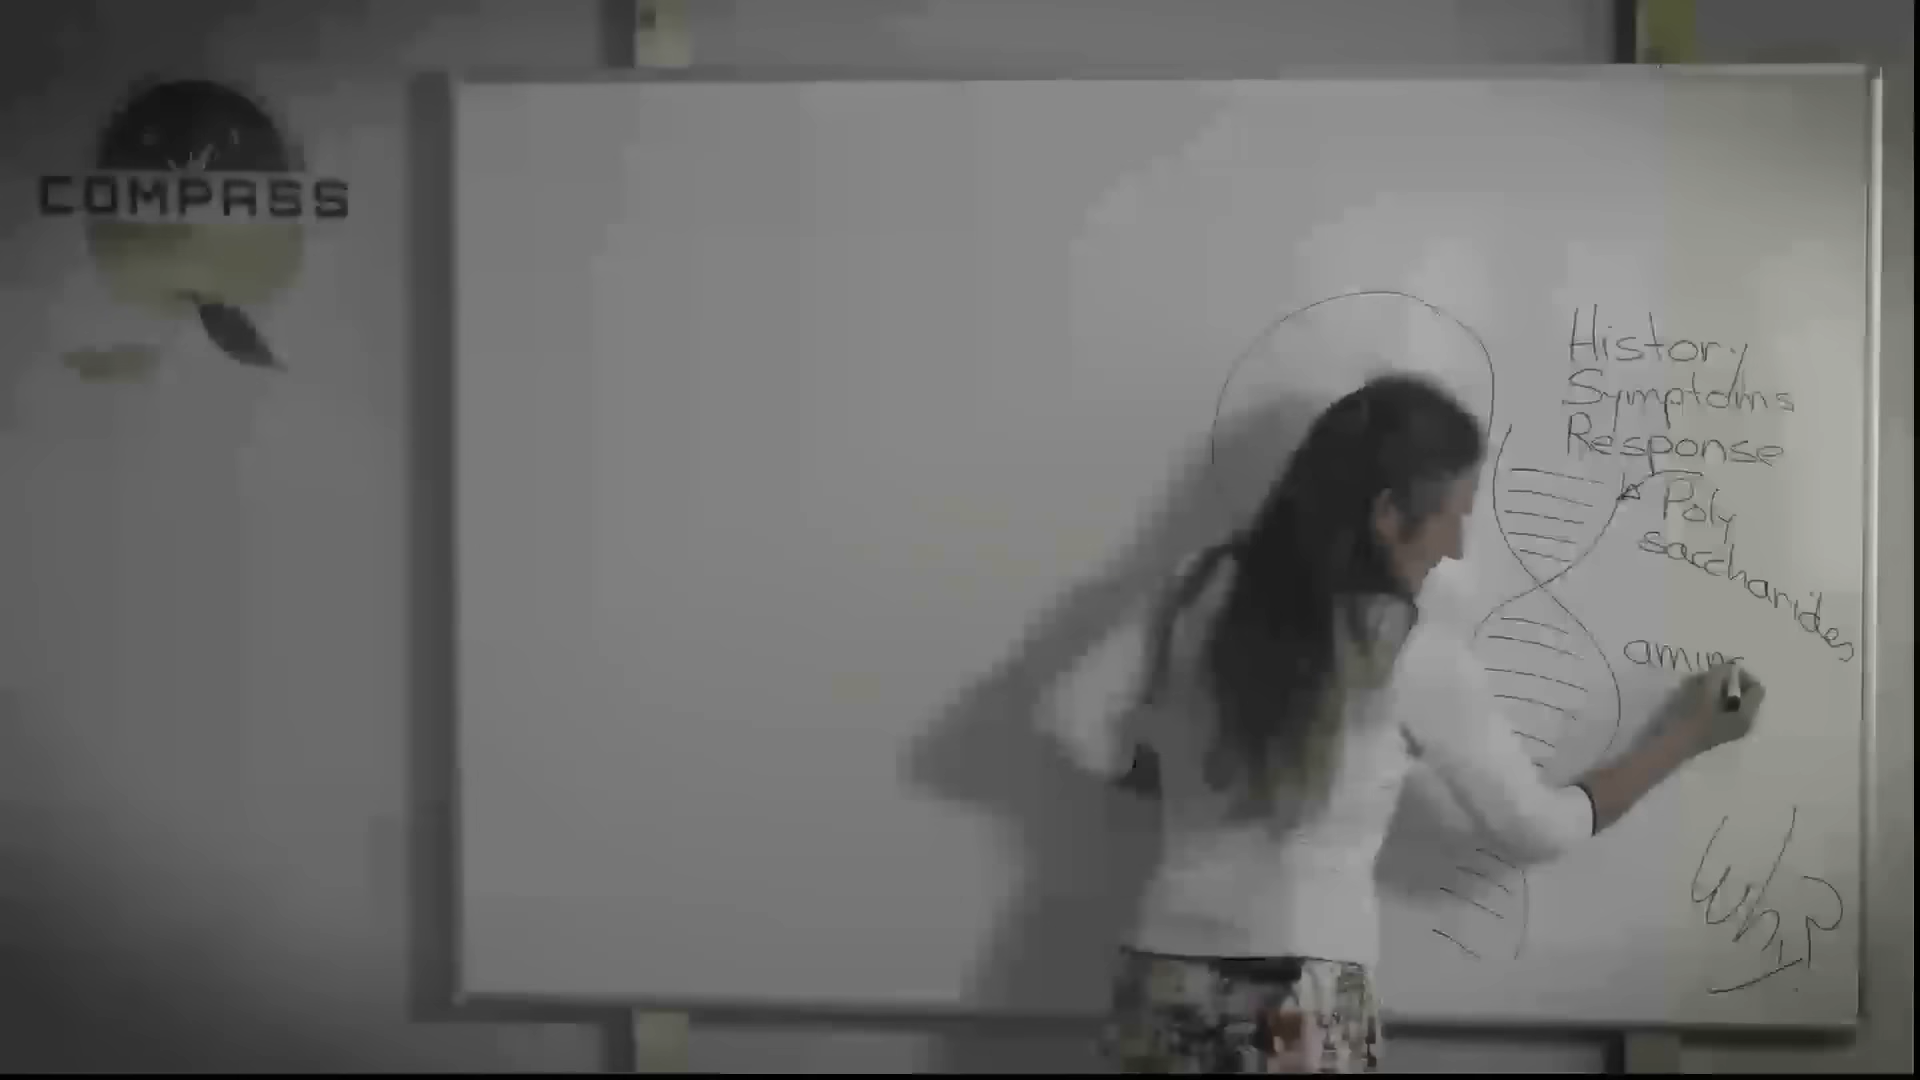 COMPASS
History
Symptoms
Response
Poly
saccharides
amino
Why?